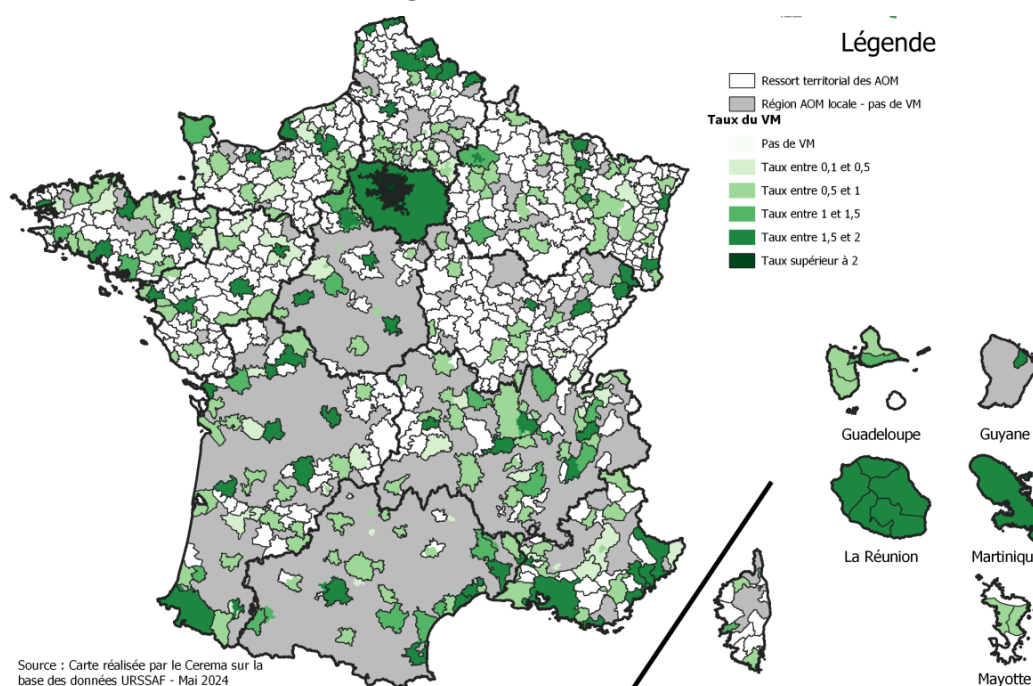 Légende
Ressort territorial des AOM
Région AOM locale - pas de VM
Taux du VM
Pas de VM
Taux entre 0,1 et 0,5
Taux entre 0,5 et 1
Taux entre 1 et 1,5
Taux entre 1,5 et 2
Taux supérieur à 2
Guadeloupe
Guyane
La Réunion
Martiniqu
Mayotte
Source : Carte réalisée par le Cerema sur la
base des données URSSAF - Mai 2024